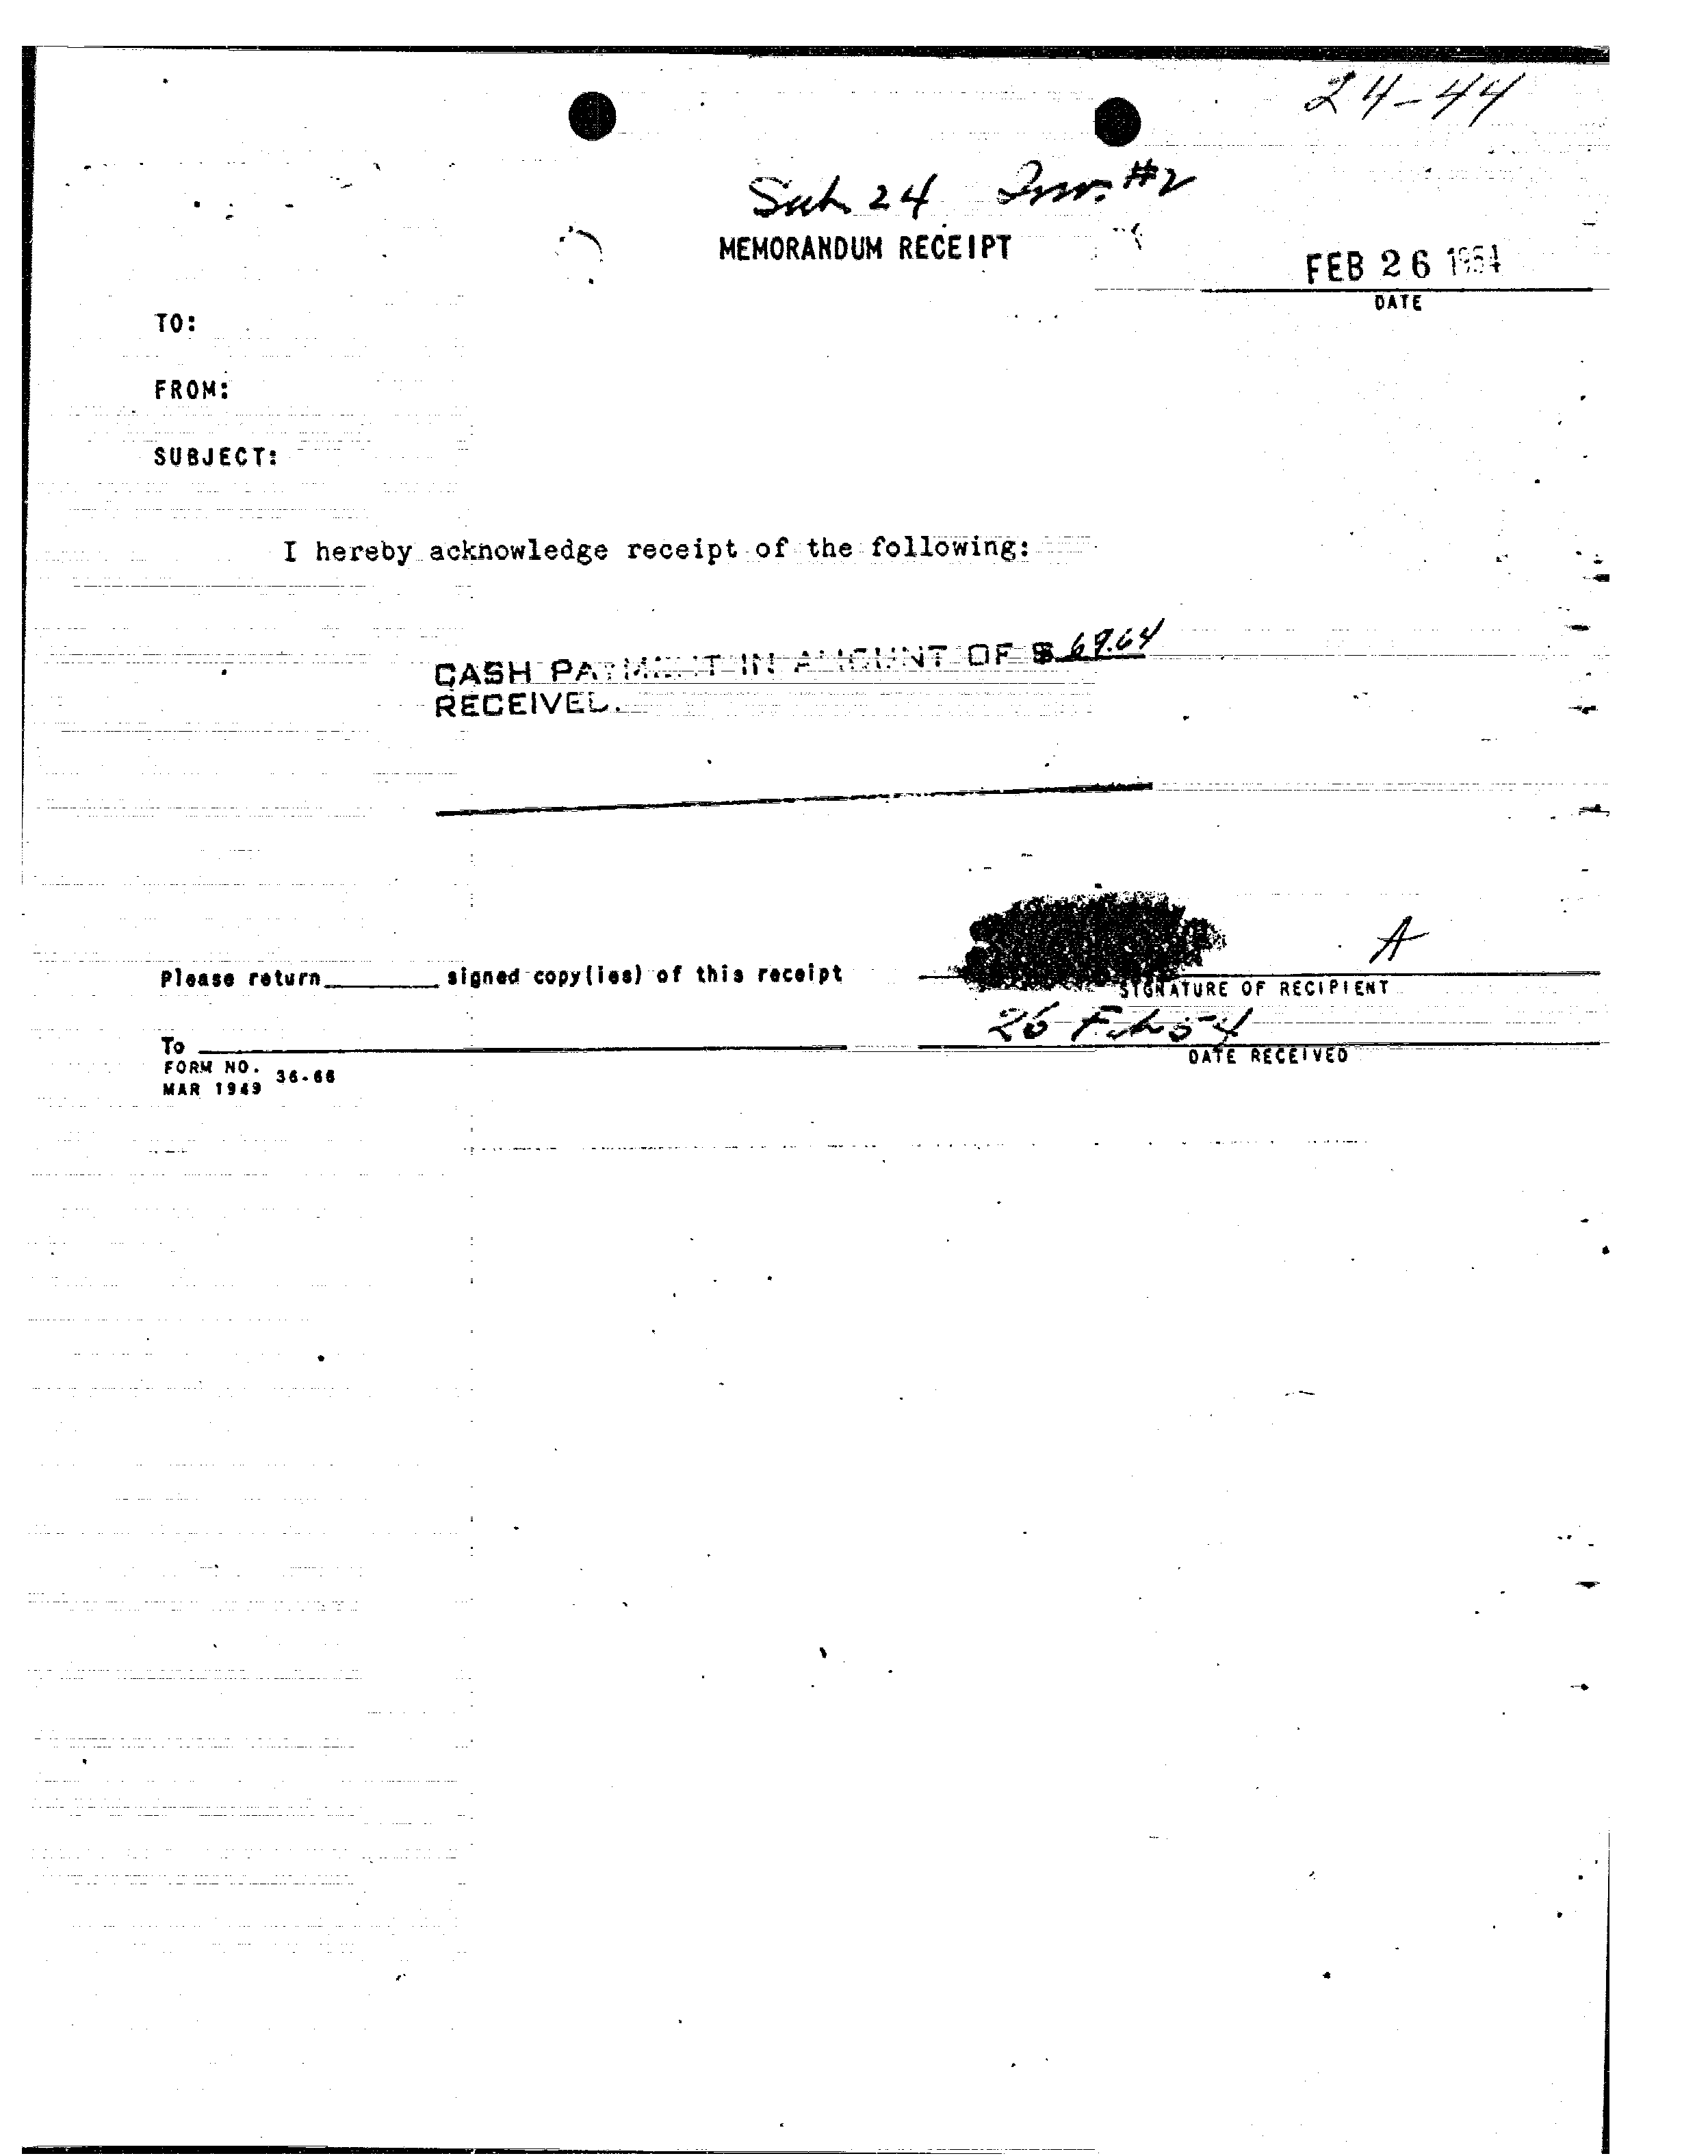 24-44
Sub. 24 Inv. #2
MEMORANDUM RECEIPT
FEB 26 1954
DATE
TO:
FROM:
SUBJECT:
I hereby acknowledge receipt of the following:
CASH PAYMENT IN AMOUNT OF $ 69.64
RECEIVED.
A
Please return________ signed copy(ies) of this receipt
SIGNATURE OF RECIPIENT
26 Feb 54
To
DATE RECEIVED
FORM NO. 36-66
MAR 1949